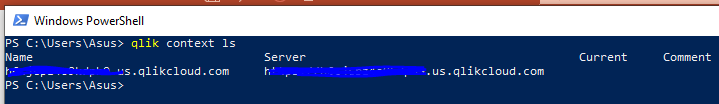 Windows PowerShell
PS C:\Users\Asus> qlik context ls
Name Server Current Comment
.us.qlikcloud.com .us.qlikcloud.com
PS C:\Users\Asus>